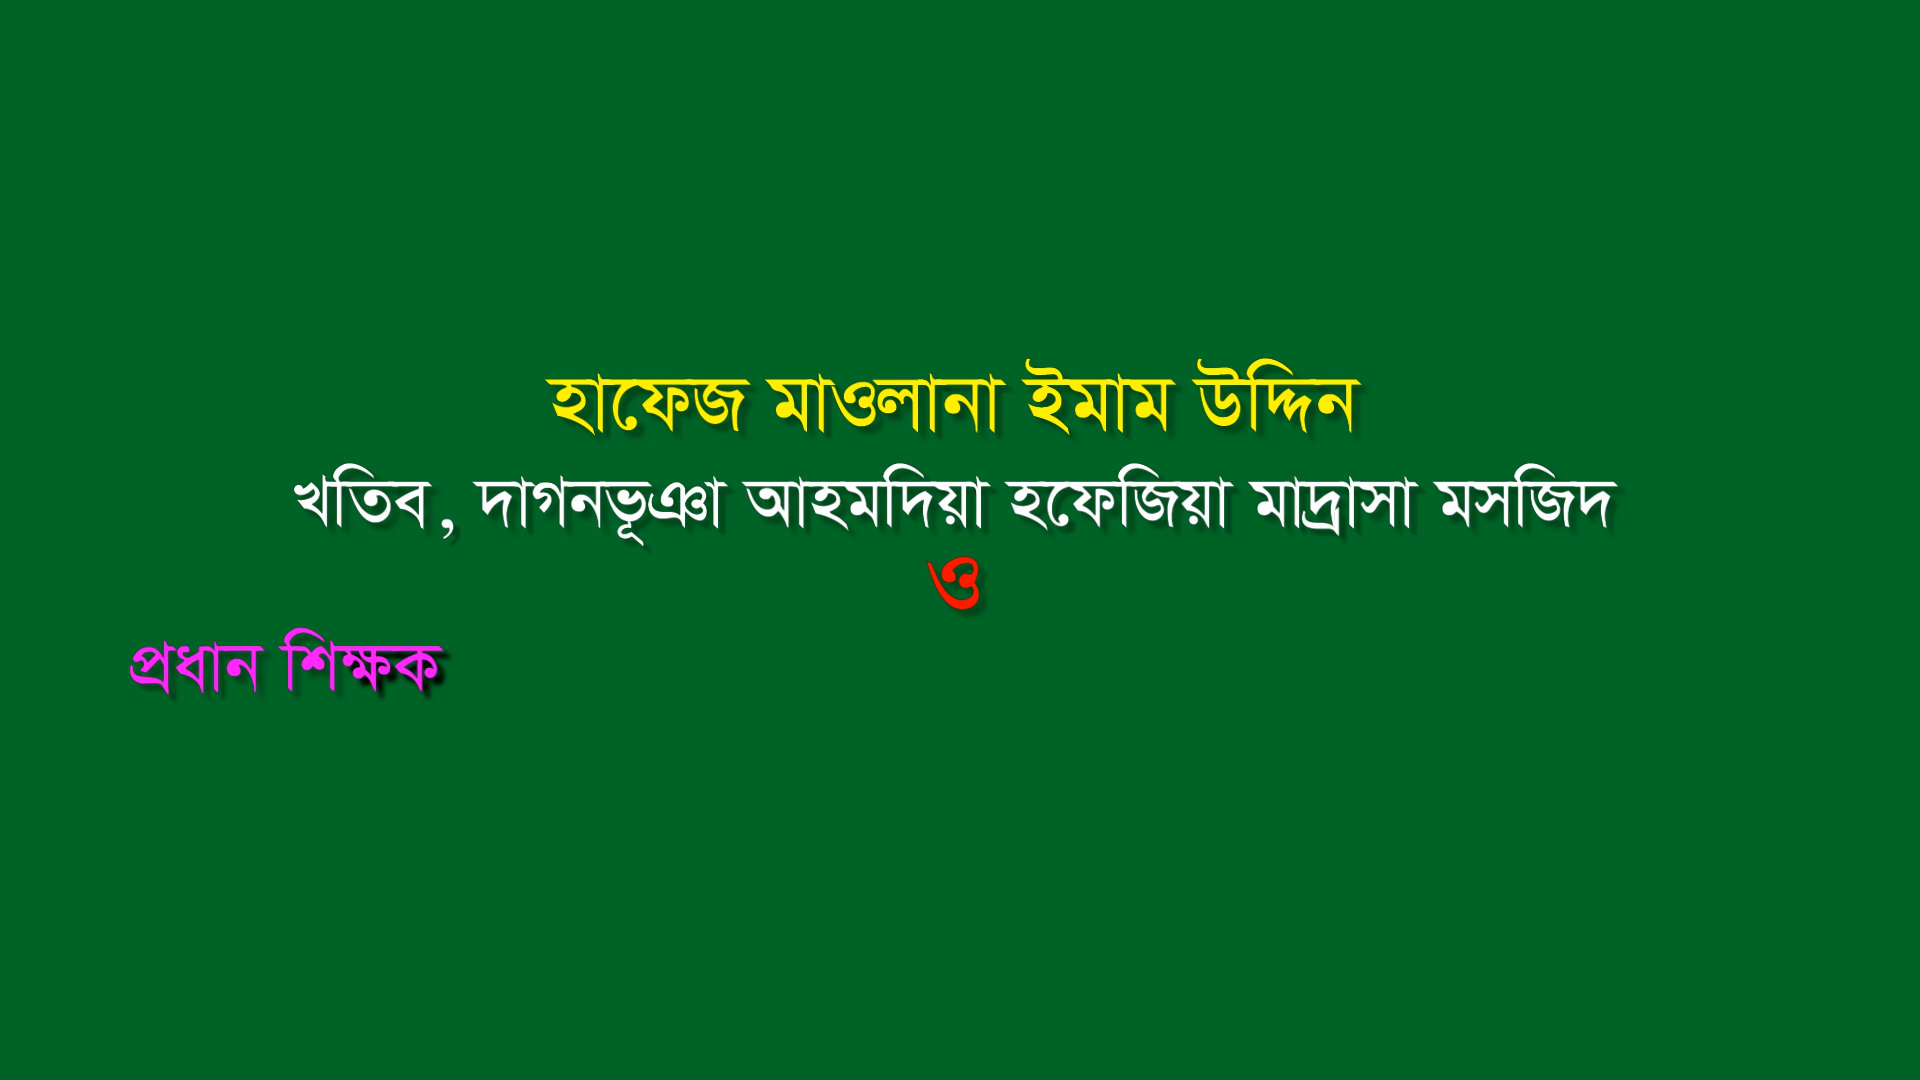 হাফেজ মাওলানা ইমাম উদ্দিন
খতিব, দাগনভূঞা আহমদিয়া হফেজিয়া মাদ্রাসা মসজিদ
ও
প্রধান শিক্ষক